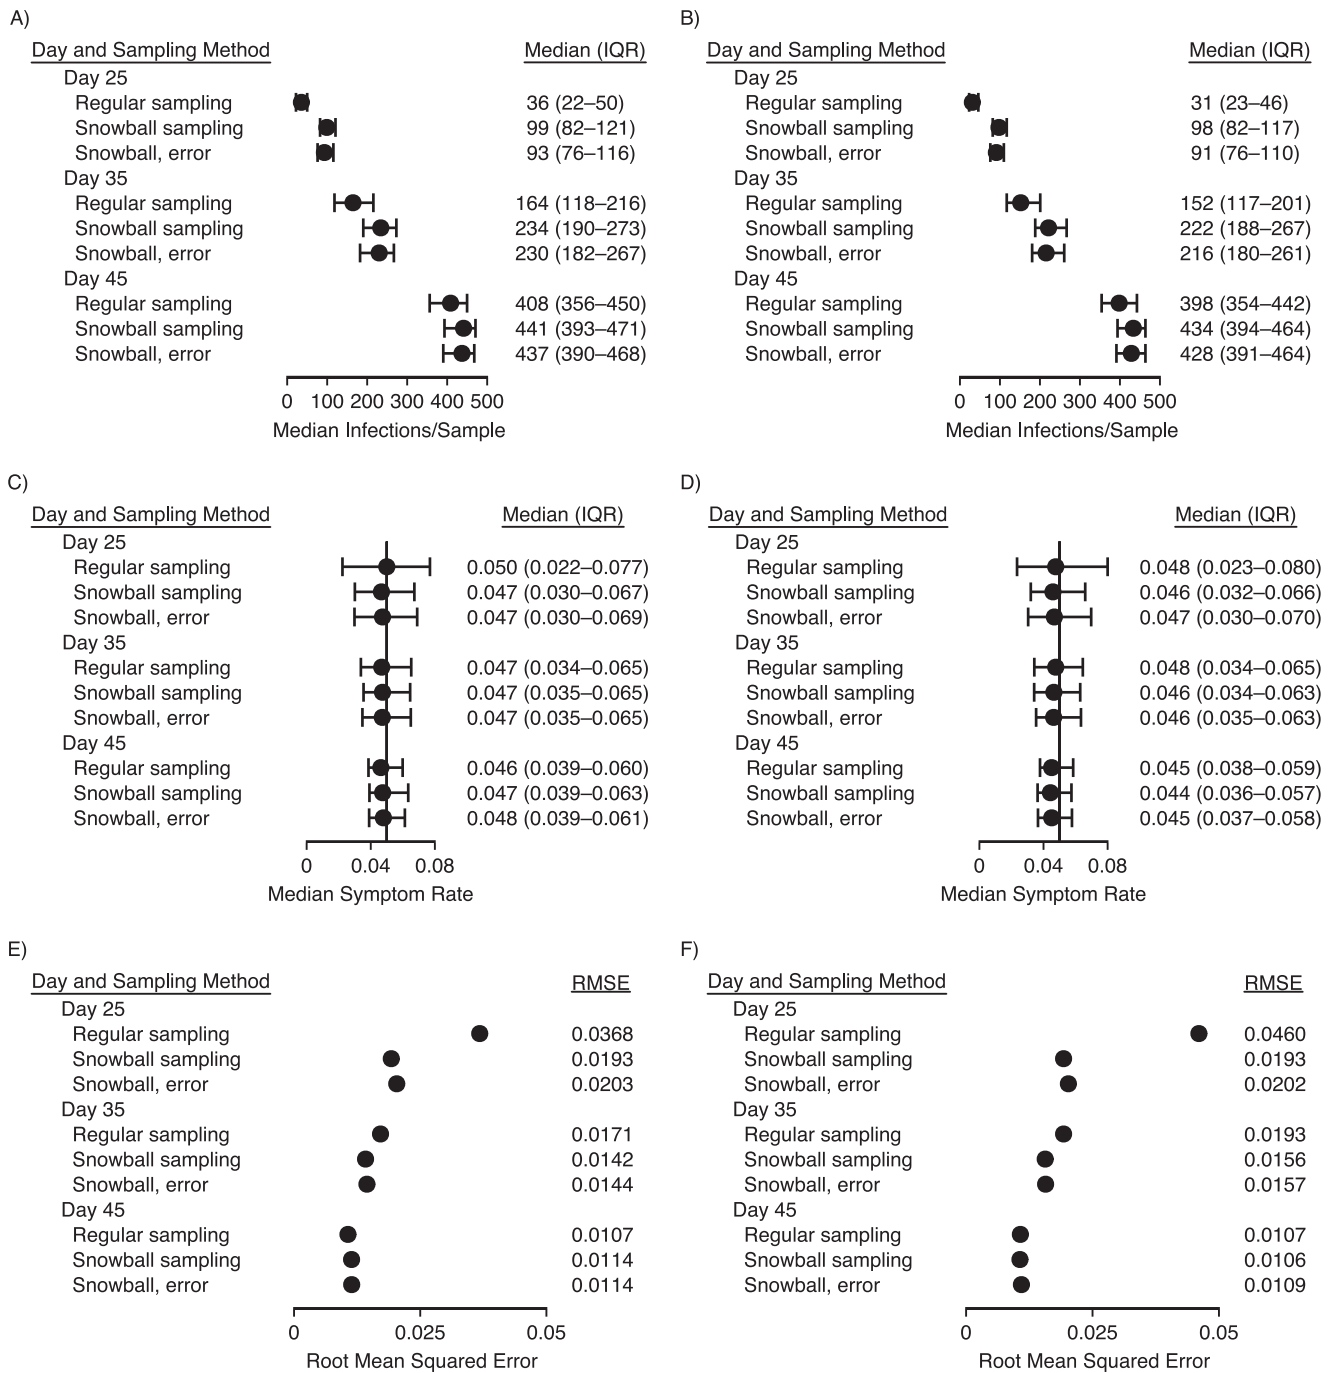 A)
Day and Sampling Method Median (IQR)
Day 25
Regular sampling 36 (22–50)
Snowball sampling 99 (82–121)
Snowball, error 93 (76–116)
Day 35
Regular sampling 164 (118–216)
Snowball sampling 234 (190–273)
Snowball, error 230 (182–267)
Day 45
Regular sampling 408 (356–450)
Snowball sampling 441 (393–471)
Snowball, error 437 (390–468)
0 100 200 300 400 500
Median Infections/Sample
B)
Day and Sampling Method Median (IQR)
Day 25
Regular sampling 31 (23–46)
Snowball sampling 98 (82–117)
Snowball, error 91 (76–110)
Day 35
Regular sampling 152 (117–201)
Snowball sampling 222 (188–267)
Snowball, error 216 (180–261)
Day 45
Regular sampling 398 (354–442)
Snowball sampling 434 (394–464)
Snowball, error 428 (391–464)
0 100 200 300 400 500
Median Infections/Sample
C)
Day and Sampling Method Median (IQR)
Day 25
Regular sampling 0.050 (0.022–0.077)
Snowball sampling 0.047 (0.030–0.067)
Snowball, error 0.047 (0.030–0.069)
Day 35
Regular sampling 0.047 (0.034–0.065)
Snowball sampling 0.047 (0.035–0.065)
Snowball, error 0.047 (0.035–0.065)
Day 45
Regular sampling 0.046 (0.039–0.060)
Snowball sampling 0.047 (0.039–0.063)
Snowball, error 0.048 (0.039–0.061)
0 0.04 0.08
Median Symptom Rate
D)
Day and Sampling Method Median (IQR)
Day 25
Regular sampling 0.048 (0.023–0.080)
Snowball sampling 0.046 (0.032–0.066)
Snowball, error 0.047 (0.030–0.070)
Day 35
Regular sampling 0.048 (0.034–0.065)
Snowball sampling 0.046 (0.034–0.063)
Snowball, error 0.046 (0.035–0.063)
Day 45
Regular sampling 0.045 (0.038–0.059)
Snowball sampling 0.044 (0.036–0.057)
Snowball, error 0.045 (0.037–0.058)
0 0.04 0.08
Median Symptom Rate
E)
Day and Sampling Method RMSE
Day 25
Regular sampling 0.0368
Snowball sampling 0.0193
Snowball, error 0.0203
Day 35
Regular sampling 0.0171
Snowball sampling 0.0142
Snowball, error 0.0144
Day 45
Regular sampling 0.0107
Snowball sampling 0.0114
Snowball, error 0.0114
0 0.025 0.05
Root Mean Squared Error
F)
Day and Sampling Method RMSE
Day 25
Regular sampling 0.0460
Snowball sampling 0.0193
Snowball, error 0.0202
Day 35
Regular sampling 0.0193
Snowball sampling 0.0156
Snowball, error 0.0157
Day 45
Regular sampling 0.0107
Snowball sampling 0.0106
Snowball, error 0.0109
0 0.025 0.05
Root Mean Squared Error